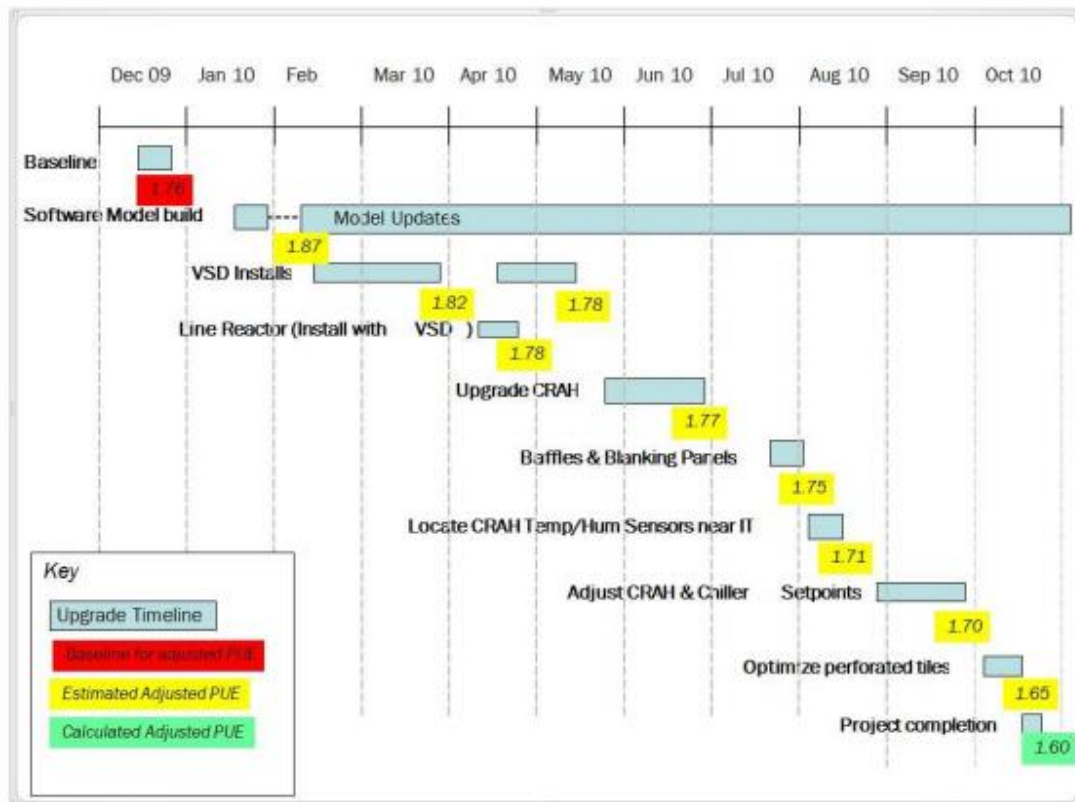 Dec 09 Jan 10 Feb Mar 10 Apr 10 May 10 Jun 10 Jul 10 Aug 10 Sep 10 Oct 10
Baseline
1.76
Software Model build
Model Updates
1.87
VSD Installs
1.82
1.78
Line Reactor (Install with VSD )
1.78
Upgrade CRAH
1.77
Baffles & Blanking Panels
1.75
Locate CRAH Temp/Hum Sensors near IT
1.71
Adjust CRAH & Chiller Setpoints
1.70
Optimize perforated tiles
1.65
Project completion
1.60
Key
Upgrade Timeline
Baseline for adjusted PUE
Estimated Adjusted PUE
Calculated Adjusted PUE